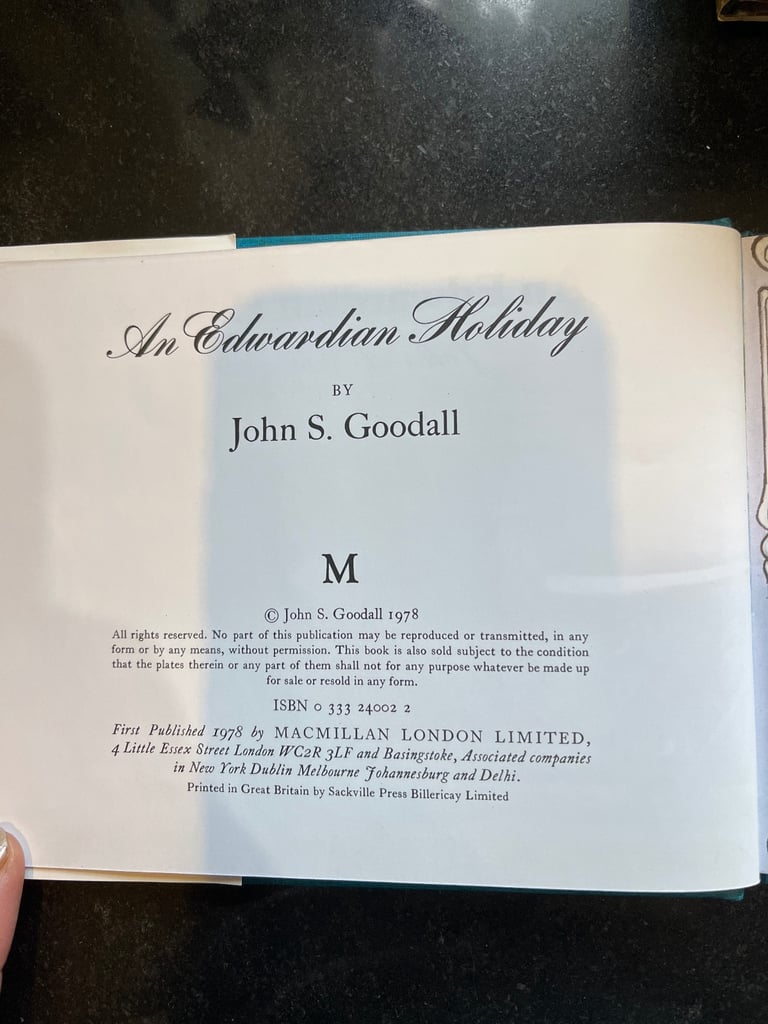 An Edwardian Holiday
BY
John S. Goodall
M
© John S. Goodall 1978
All rights reserved. No part of this publication may be reproduced or transmitted, in any
form or by any means, without permission. This book is also sold subject to the condition
that the plates therein or any part of them shall not for any purpose whatever be made up
for sale or resold in any form.
ISBN 0 333 24002 2
First Published 1978 by MACMILLAN LONDON LIMITED,
4 Little Essex Street London WC2R 3LF and Basingstoke, Associated companies
in New York Dublin Melbourne Johannesburg and Delhi.
Printed in Great Britain by Sackville Press Billericay Limited